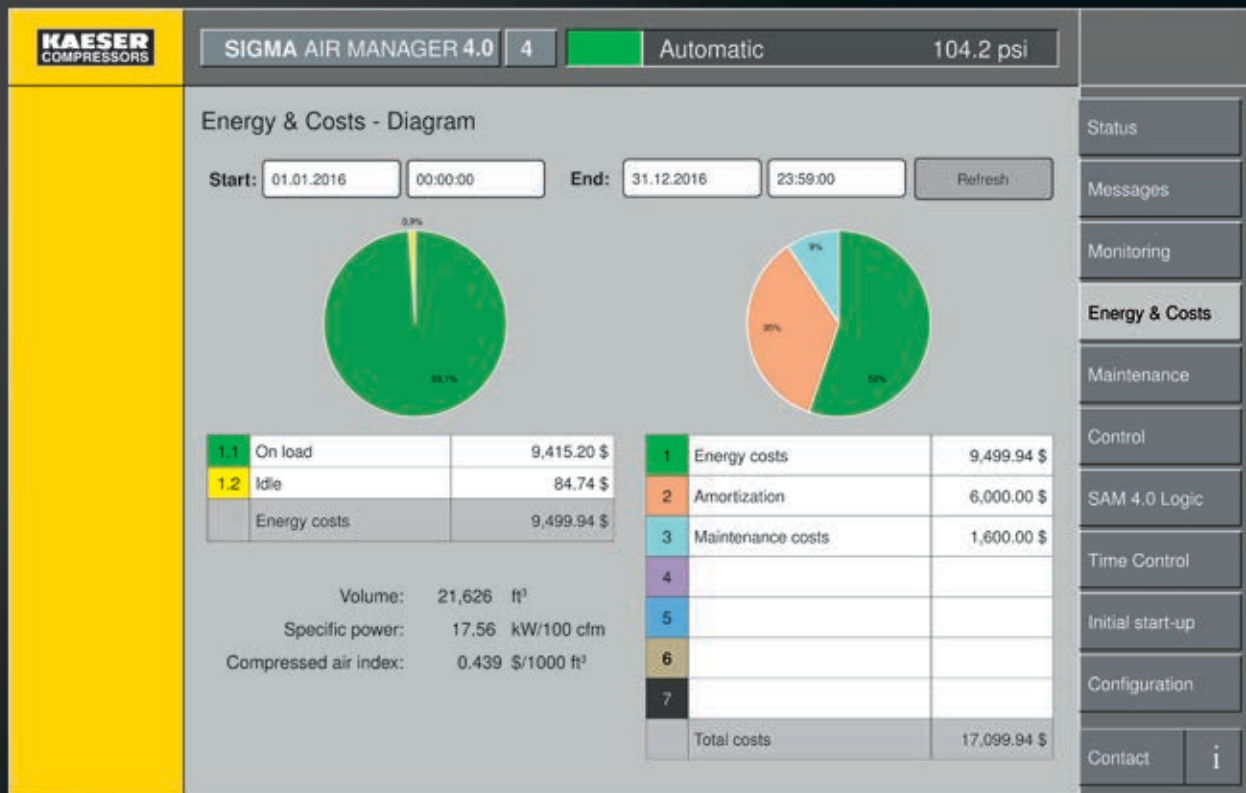 KAESER
COMPRESSORS
SIGMA AIR MANAGER 4.0 4 Automatic 104.2 psi
Energy & Costs - Diagram
Start: 01.01.2016 00:00:00 End: 31.12.2016 23:59:00 Refresh
0,9%
99,1%
9%
35%
56%
1.1 On load 9,415.20 $
1.2 Idle 84.74 $
Energy costs 9,499.94 $
Volume: 21,626 ft³
Specific power: 17.56 kW/100 cfm
Compressed air index: 0.439 $/1000 ft³
1 Energy costs 9,499.94 $
2 Amortization 6,000.00 $
3 Maintenance costs 1,600.00 $
4
5
6
7
Total costs 17,099.94 $
Status
Messages
Monitoring
Energy & Costs
Maintenance
Control
SAM 4.0 Logic
Time Control
Initial start-up
Configuration
Contact i